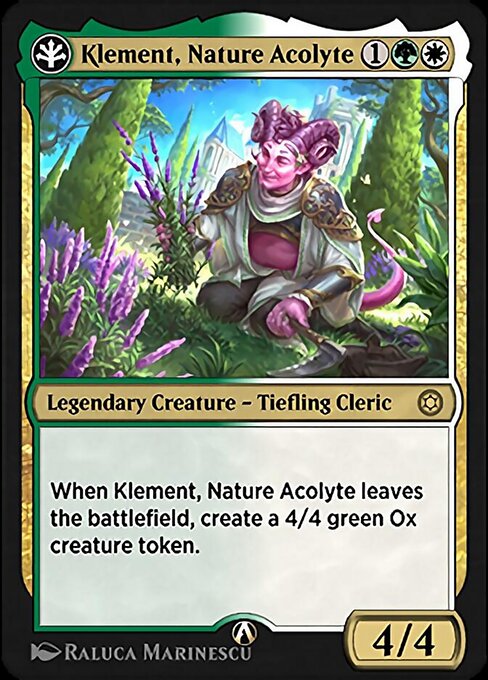 Klement, Nature Acolyte 1
Legendary Creature – Tiefling Cleric
When Klement, Nature Acolyte leaves
the battlefield, create a 4/4 green Ox
creature token.
4/4
Raluca Marinescu